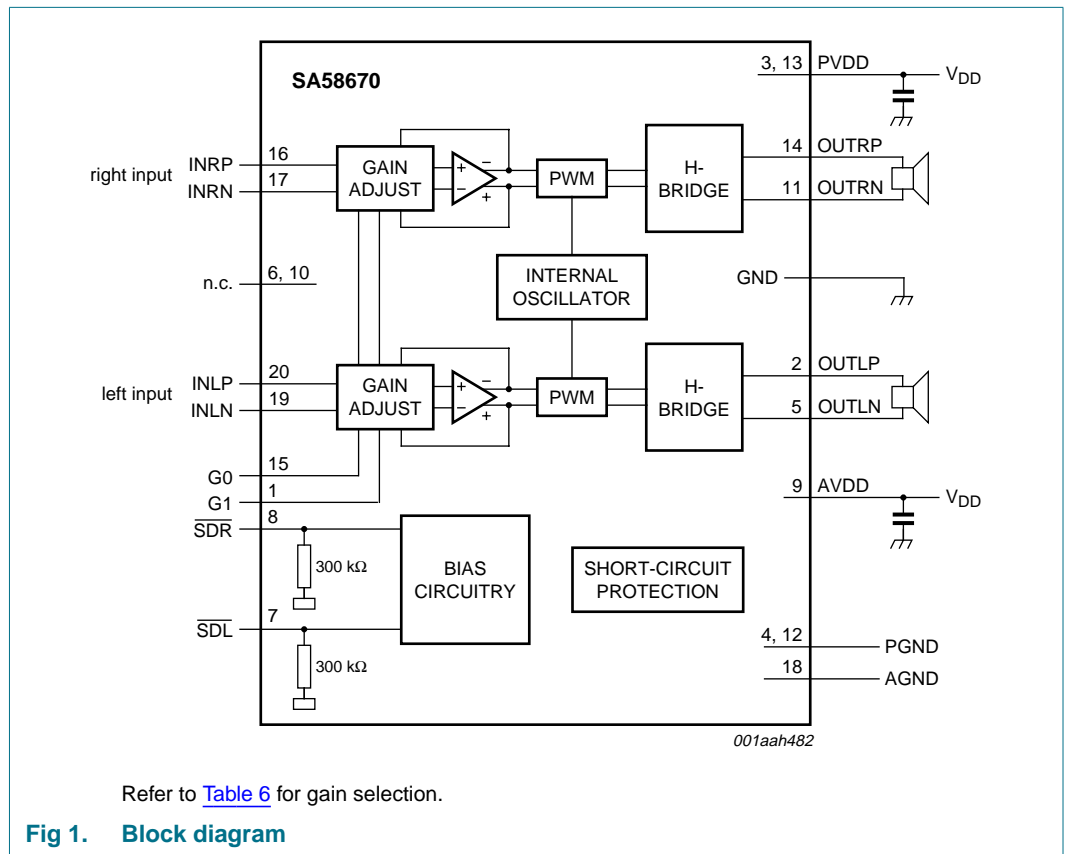 SA58670
3, 13 PVDD
VDD
right input
INRP 16
INRN 17
GAIN ADJUST
+ −
− +
PWM
H-BRIDGE
14 OUTRP
11 OUTRN
n.c. 6, 10
INTERNAL OSCILLATOR
GND
left input
INLP 20
INLN 19
GAIN ADJUST
+ −
− +
PWM
H-BRIDGE
2 OUTLP
5 OUTLN
G0 15
G1 1
9 AVDD
VDD
SDR 8
300 kΩ
BIAS CIRCUITRY
SHORT-CIRCUIT PROTECTION
SDL 7
300 kΩ
4, 12 PGND
18 AGND
001aah482
Refer to Table 6 for gain selection.
Fig 1. Block diagram